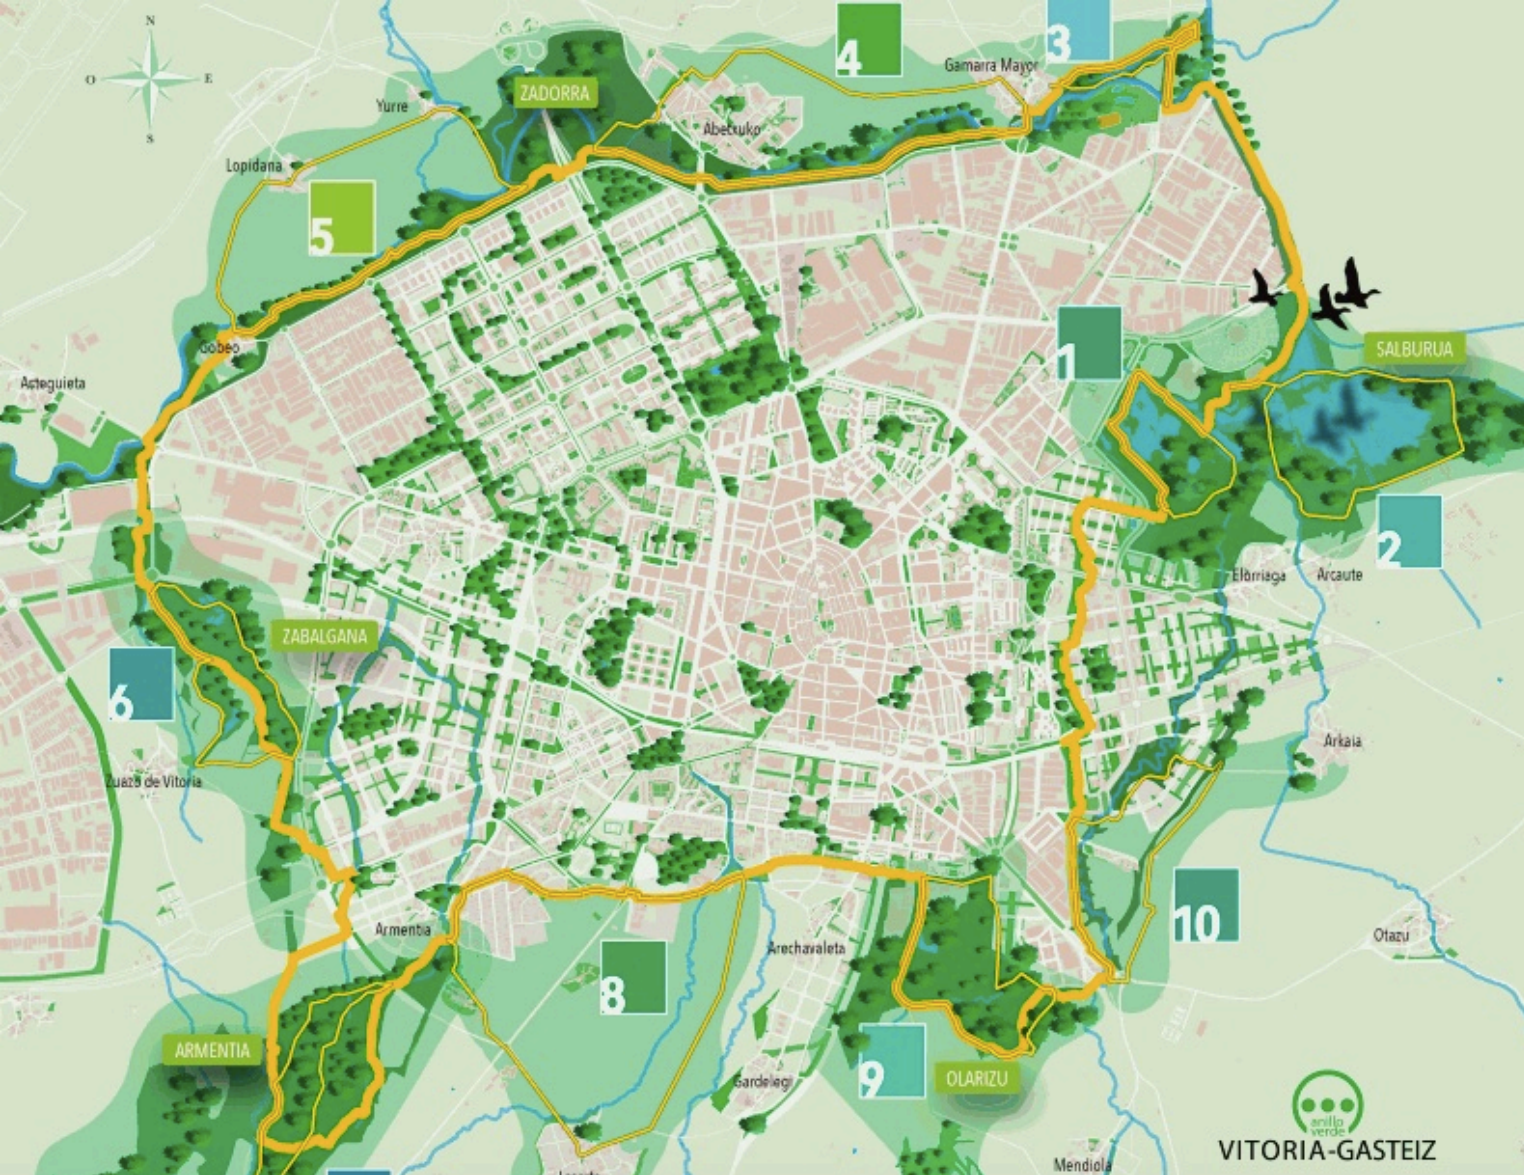 N
O
E
S
4
3
Gamarra Mayor
ZADORRA
Yurre
Abetxuko
Lopidana
5
Gobeo
1
SALBURUA
Asteguieta
2
Elorriaga
Arcaute
ZABALGANA
6
Zuazo de Vitoria
Arkaia
10
Armentia
Arechavaleta
Otazu
8
ARMENTIA
9
OLARIZU
Gardelegi
anillo
verde
VITORIA-GASTEIZ
Mendiola